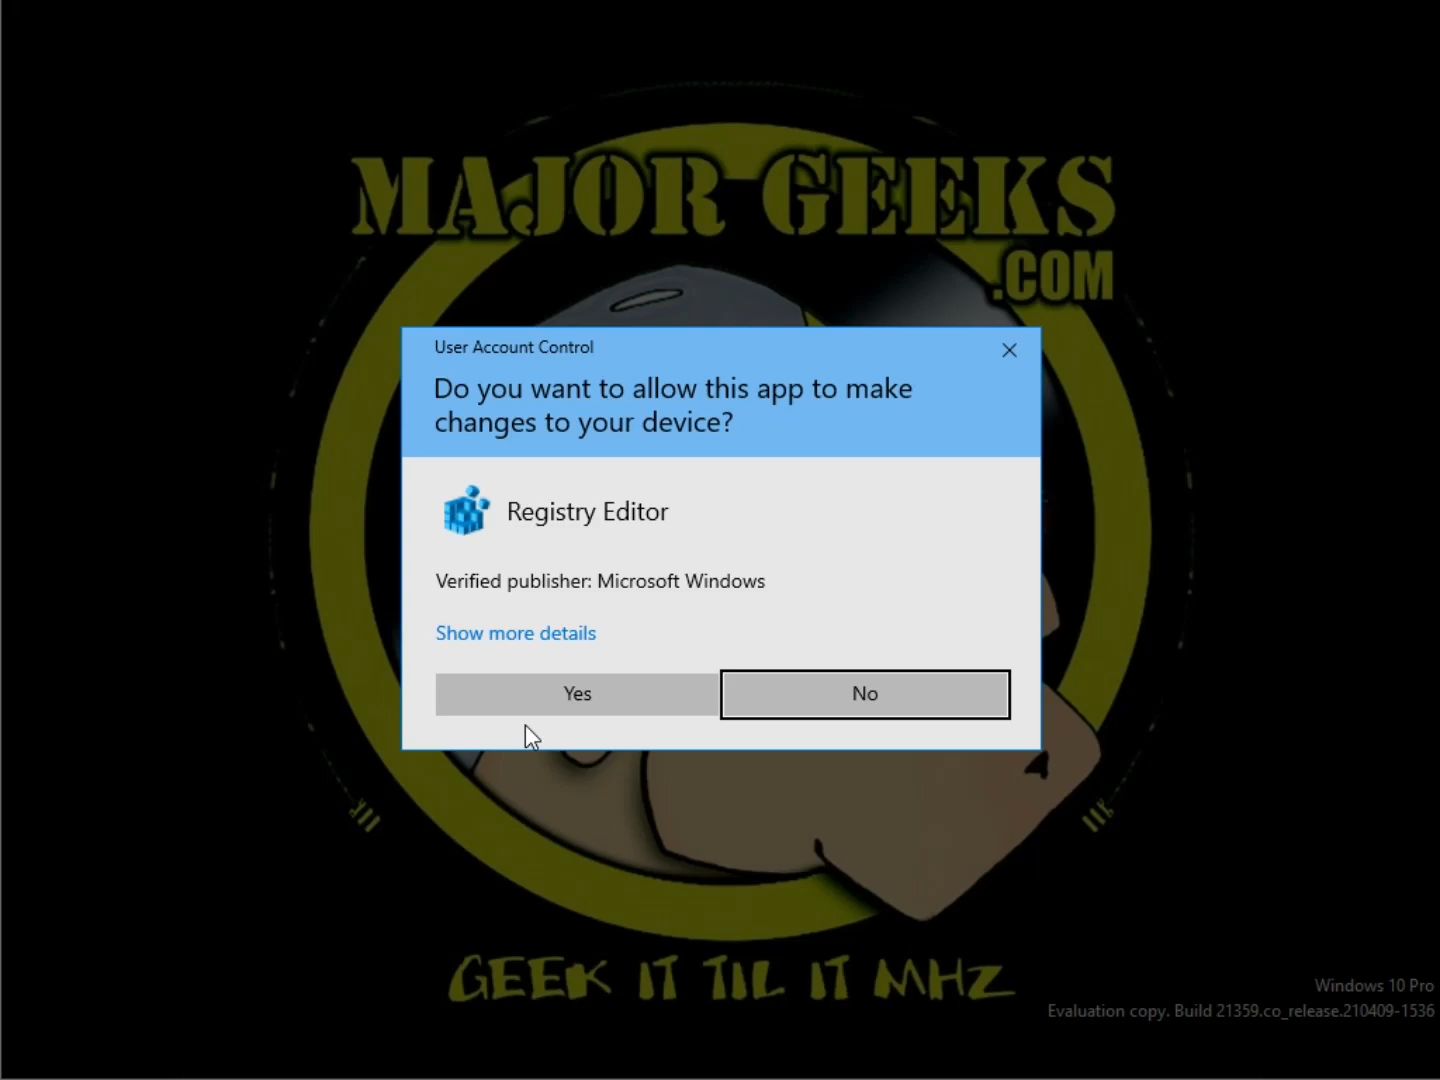 MAJOR GEEKS
.COM
User Account Control
Do you want to allow this app to make
changes to your device?
Registry Editor
Verified publisher: Microsoft Windows
Show more details
Yes
No
GEEK IT TIL IT MHZ
Windows 10 Pro
Evaluation copy. Build 21359.co_release.210409-1536